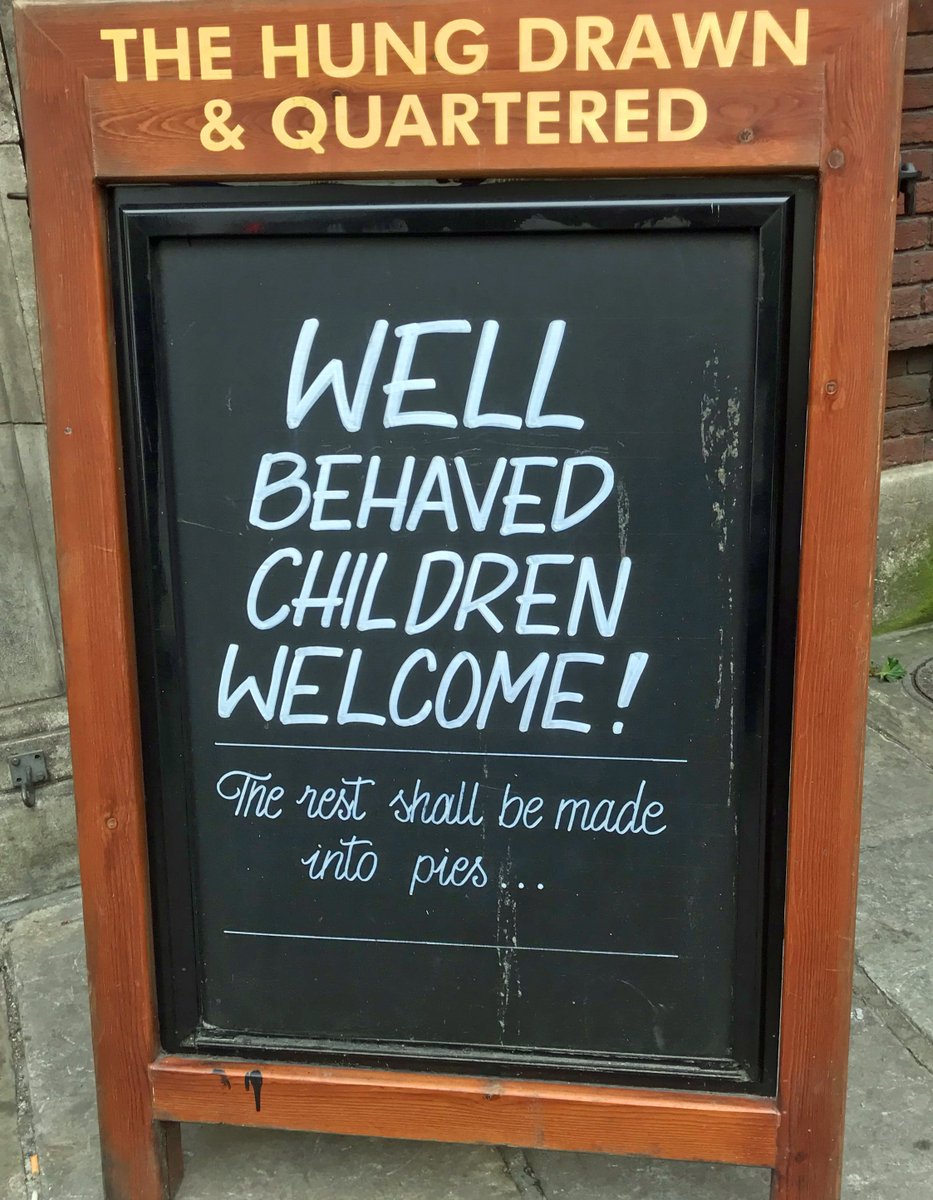 THE HUNG DRAWN
& QUARTERED
WELL
BEHAVED
CHILDREN
WELCOME!
The rest shall be made
into pies...